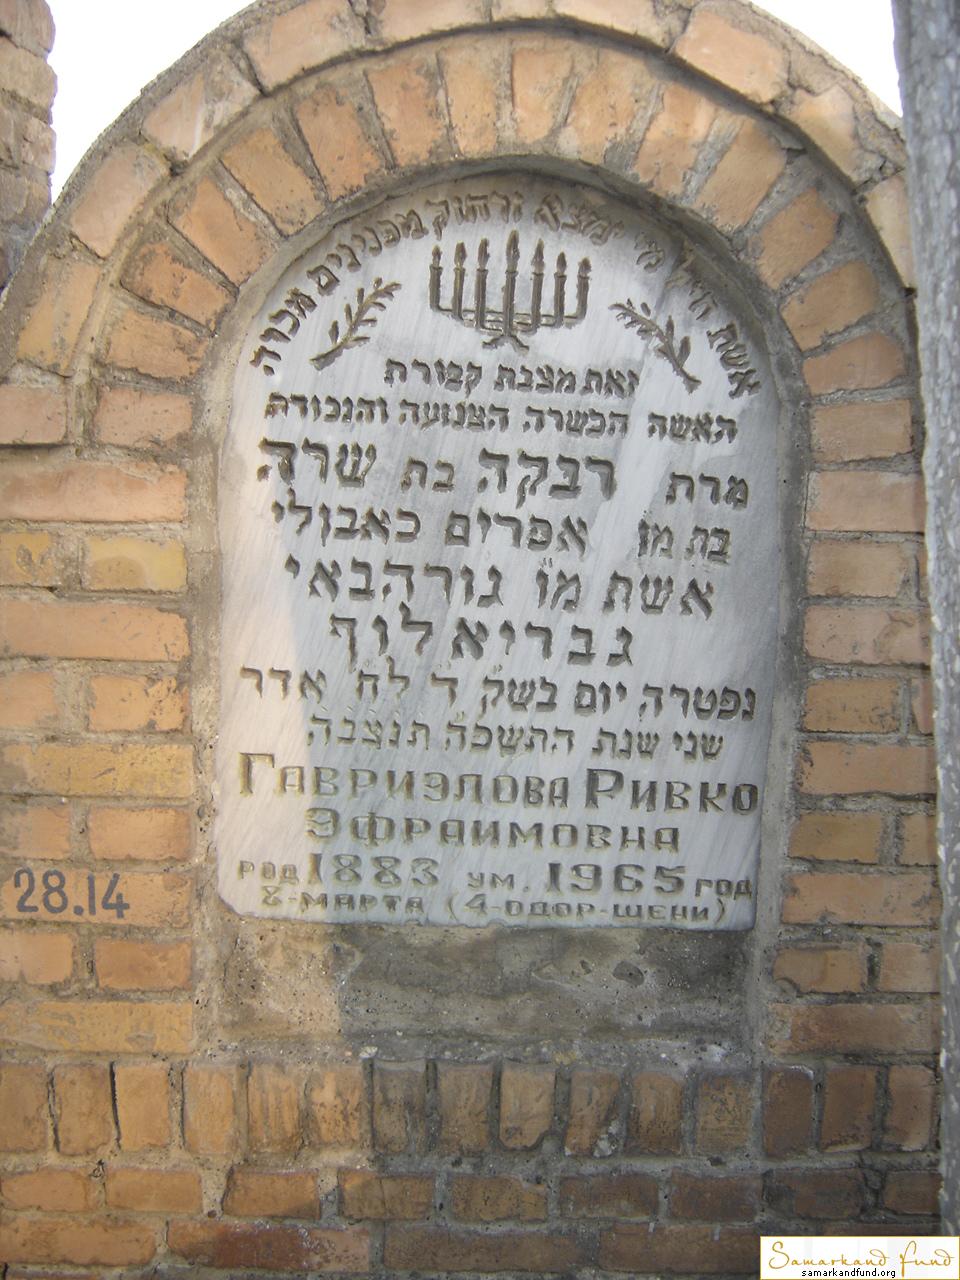 אשת חיל מי ימצא ורחוק מפנינים מכרה
זאת מצבת קבורת
האשה הכשרה הצנועה והנכודת
מרת רבקה בת שרה
בת מו אפרים כאבולי
אשת מו גורהבאי
גבריאלוף
נפטרה יום בשק ד לח אדר
שני שנת התשכה תנצבה
ГАВРИЭЛОВА РИВКО
ЭФРАИМОВНА
РОД 1883 УМ. 1965 ГОД
8-МАРТА (4-ОДОР-ШЕНИ)
28.14
Samarkand Fund
samarkandfund.org